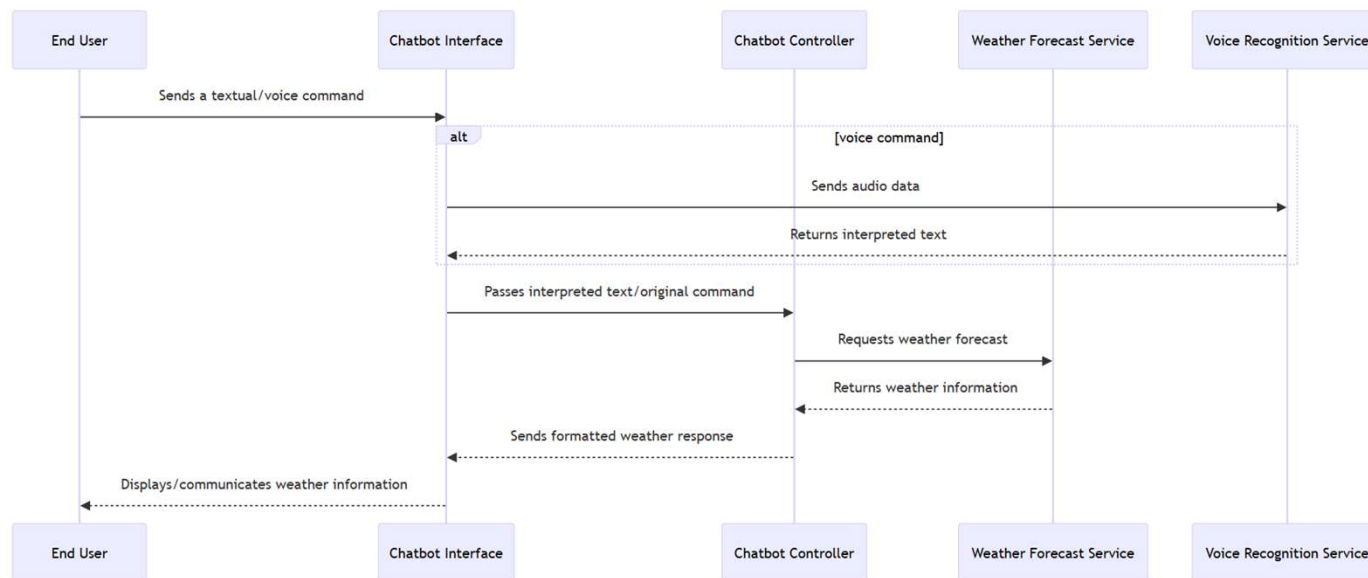 End User
Chatbot Interface
Chatbot Controller
Weather Forecast Service
Voice Recognition Service
Sends a textual/voice command
alt
[voice command]
Sends audio data
Returns interpreted text
Passes interpreted text/original command
Requests weather forecast
Returns weather information
Sends formatted weather response
Displays/communicates weather information
End User
Chatbot Interface
Chatbot Controller
Weather Forecast Service
Voice Recognition Service